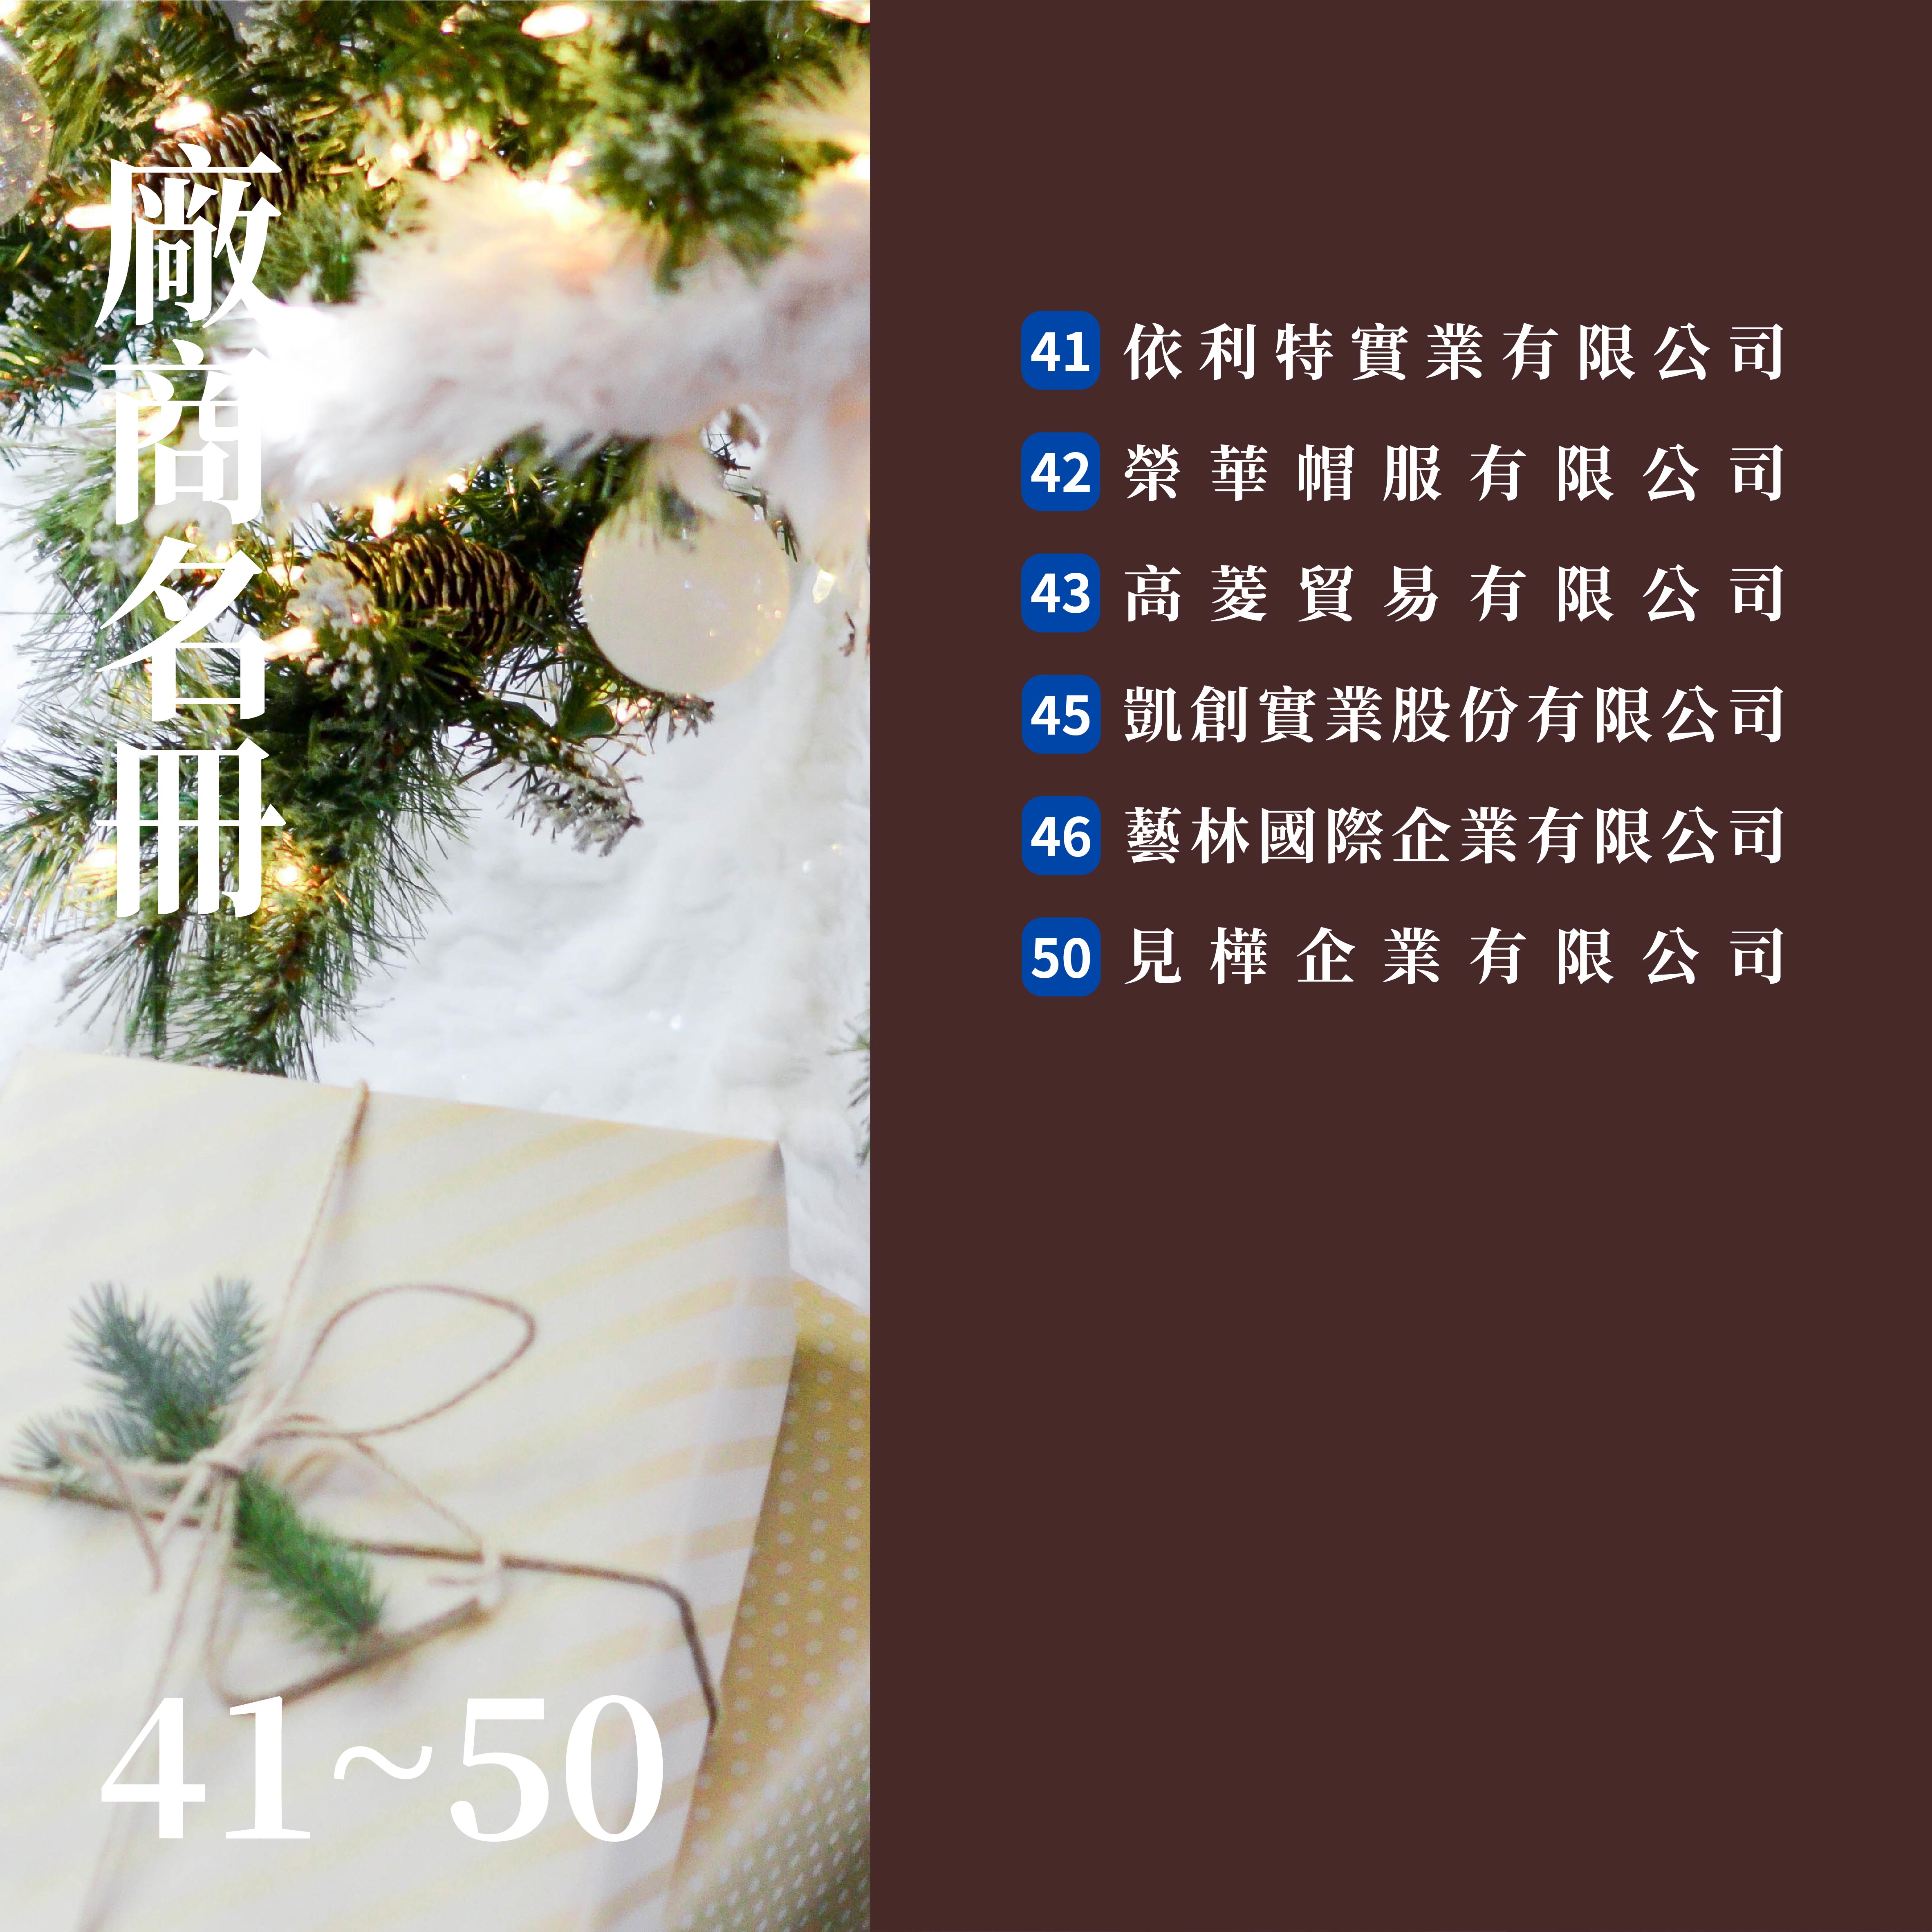 廠商名冊
41~50
41 依利特實業有限公司
42 榮華帽服有限公司
43 高菱貿易有限公司
45 凱創實業股份有限公司
46 藝林國際企業有限公司
50 見樺企業有限公司